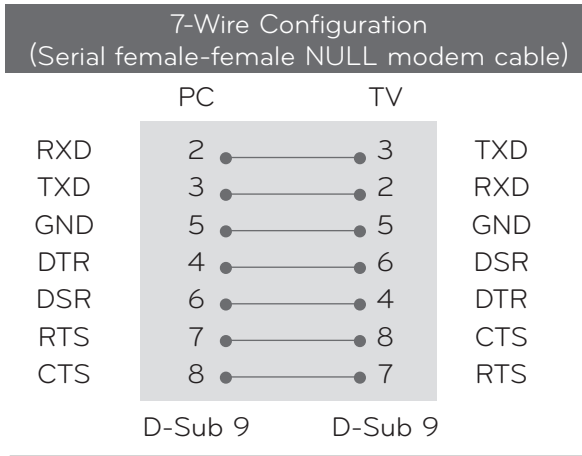 7-Wire Configuration
(Serial female-female NULL modem cable)
PC TV
RXD 2 3 TXD
TXD 3 2 RXD
GND 5 5 GND
DTR 4 6 DSR
DSR 6 4 DTR
RTS 7 8 CTS
CTS 8 7 RTS
D-Sub 9 D-Sub 9